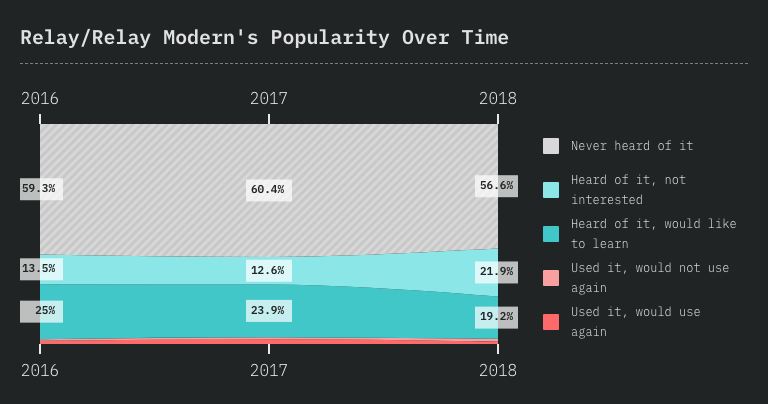 Relay/Relay Modern's Popularity Over Time
2016 2017 2018
59.3% 60.4% 56.6%
13.5% 12.6% 21.9%
25% 23.9% 19.2%
2016 2017 2018
Never heard of it
Heard of it, not
interested
Heard of it, would like
to learn
Used it, would not use
again
Used it, would use
again